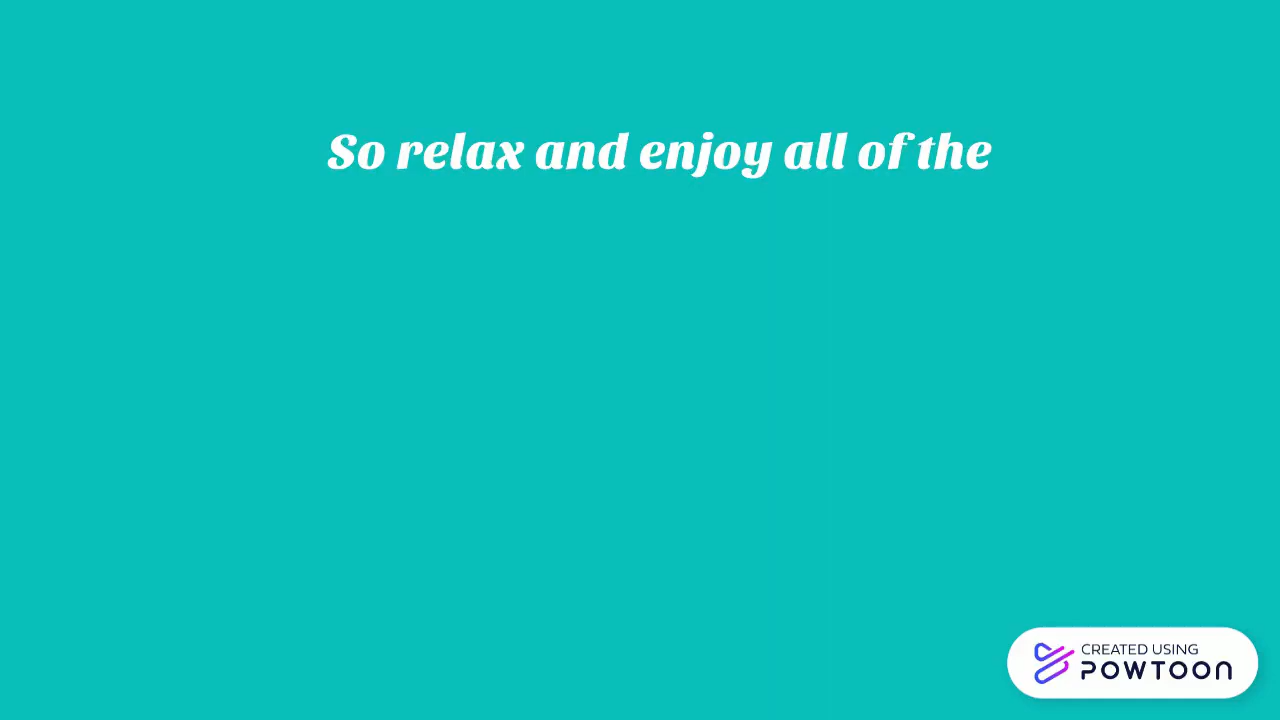 So relax and enjoy all of the
CREATED USING
POWTOON